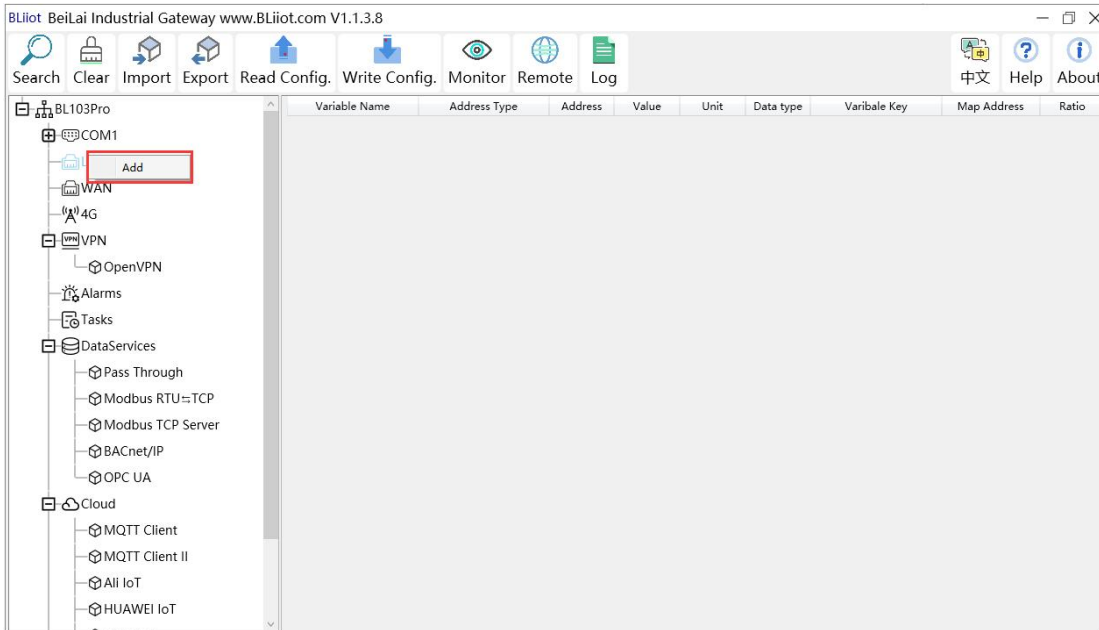 BLiiot BeiLai Industrial Gateway www.BLiiot.com V1.1.3.8
Search Clear Import Export Read Config. Write Config. Monitor Remote Log 中文 Help About
Variable Name Address Type Address Value Unit Data type Varibale Key Map Address Ratio
BL103Pro
COM1
Add
WAN
4G
VPN VPN
OpenVPN
Alarms
Tasks
DataServices
Pass Through
Modbus RTU⇆TCP
Modbus TCP Server
BACnet/IP
OPC UA
Cloud
MQTT Client
MQTT Client II
Ali IoT
HUAWEI IoT